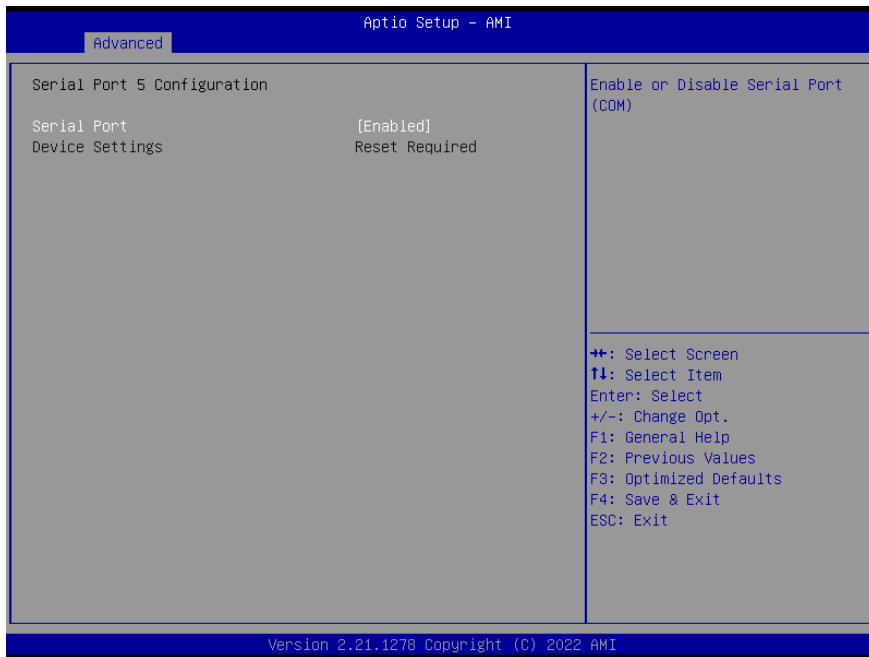 Aptio Setup - AMI
Advanced
Serial Port 5 Configuration
Serial Port [Enabled]
Device Settings Reset Required
Enable or Disable Serial Port
(COM)
→←: Select Screen
↑↓: Select Item
Enter: Select
+/-: Change Opt.
F1: General Help
F2: Previous Values
F3: Optimized Defaults
F4: Save & Exit
ESC: Exit
Version 2.21.1278 Copyright (C) 2022 AMI